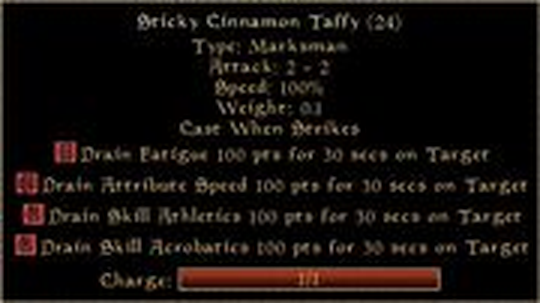 Sticky Cinnamon Taffy (24)
Type: Marksman
Attack: 2 - 2
Speed: 100%
Weight: 0.1
Cast When Strikes
Drain Fatigue 100 pts for 30 secs on Target
Drain Attribute Speed 100 pts for 30 secs on Target
Drain Skill Athletics 100 pts for 30 secs on Target
Drain Skill Acrobatics 100 pts for 30 secs on Target
Charge: 1/1